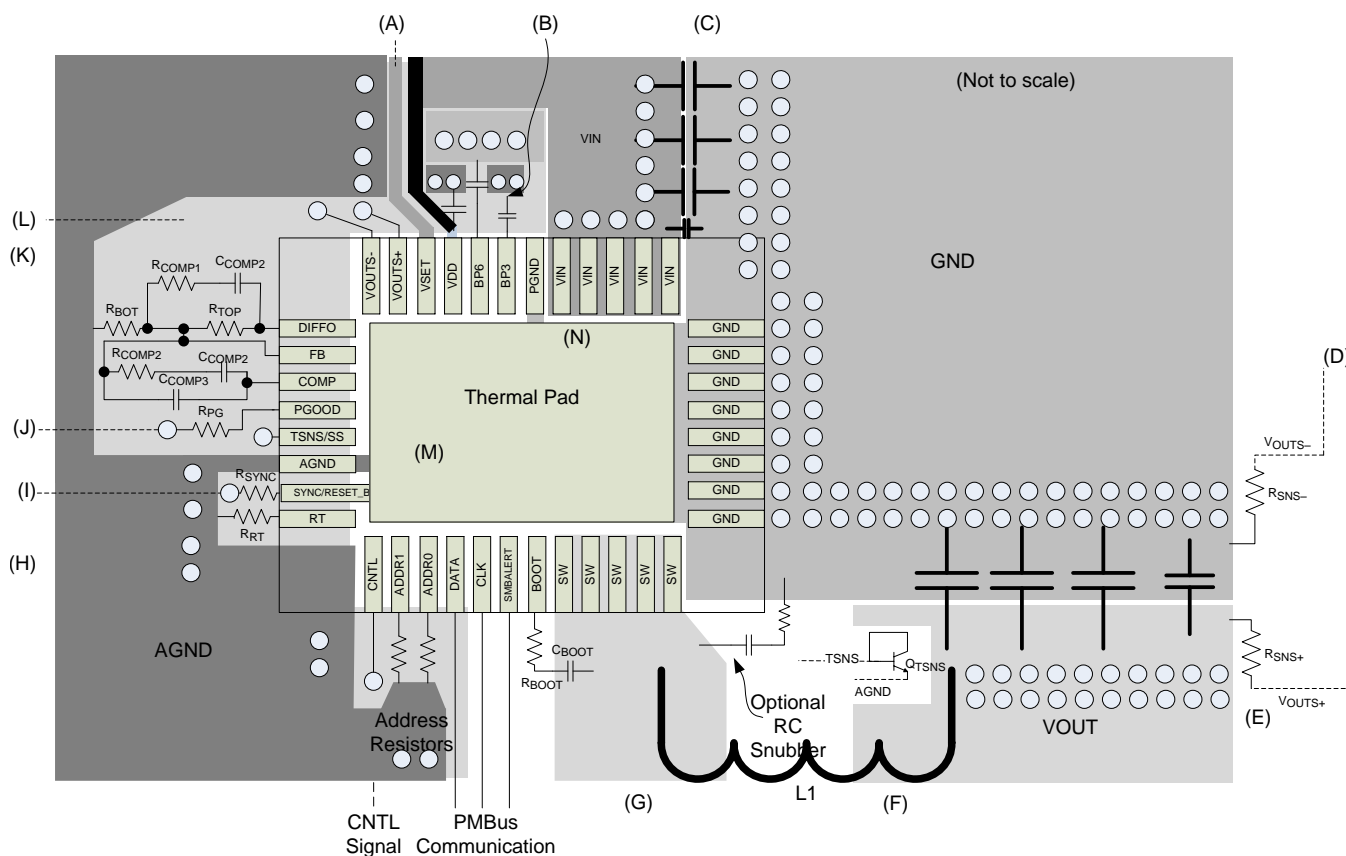 (A)
(B)
(C)
(Not to scale)
VIN
GND
(L)
(K)
RCOMP1
CCOMP2
RBOT
RTOP
RCOMP2
CCOMP2
CCOMP3
RPG
(J)
RSYNC
(I)
RRT
(H)
VOUTS-
VOUTS+
VSET
VDD
BP6
BP3
PGND
VIN
VIN
VIN
VIN
VIN
DIFFO
FB
COMP
PGOOD
TSNS/SS
AGND
SYNC/RESET_B
RT
(N)
Thermal Pad
(M)
GND
GND
GND
GND
GND
GND
GND
GND
(D)
VOUTS–
RSNS–
CNTL
ADDR1
ADDR0
DATA
CLK
SMBALERT
BOOT
SW
SW
SW
SW
SW
AGND
CBOOT
RBOOT
TSNS
QTSNS
AGND
RSNS+
VOUTS+
(E)
Address
Resistors
Optional
RC
Snubber
VOUT
L1
(G)
(F)
CNTL
Signal
PMBus
Communication